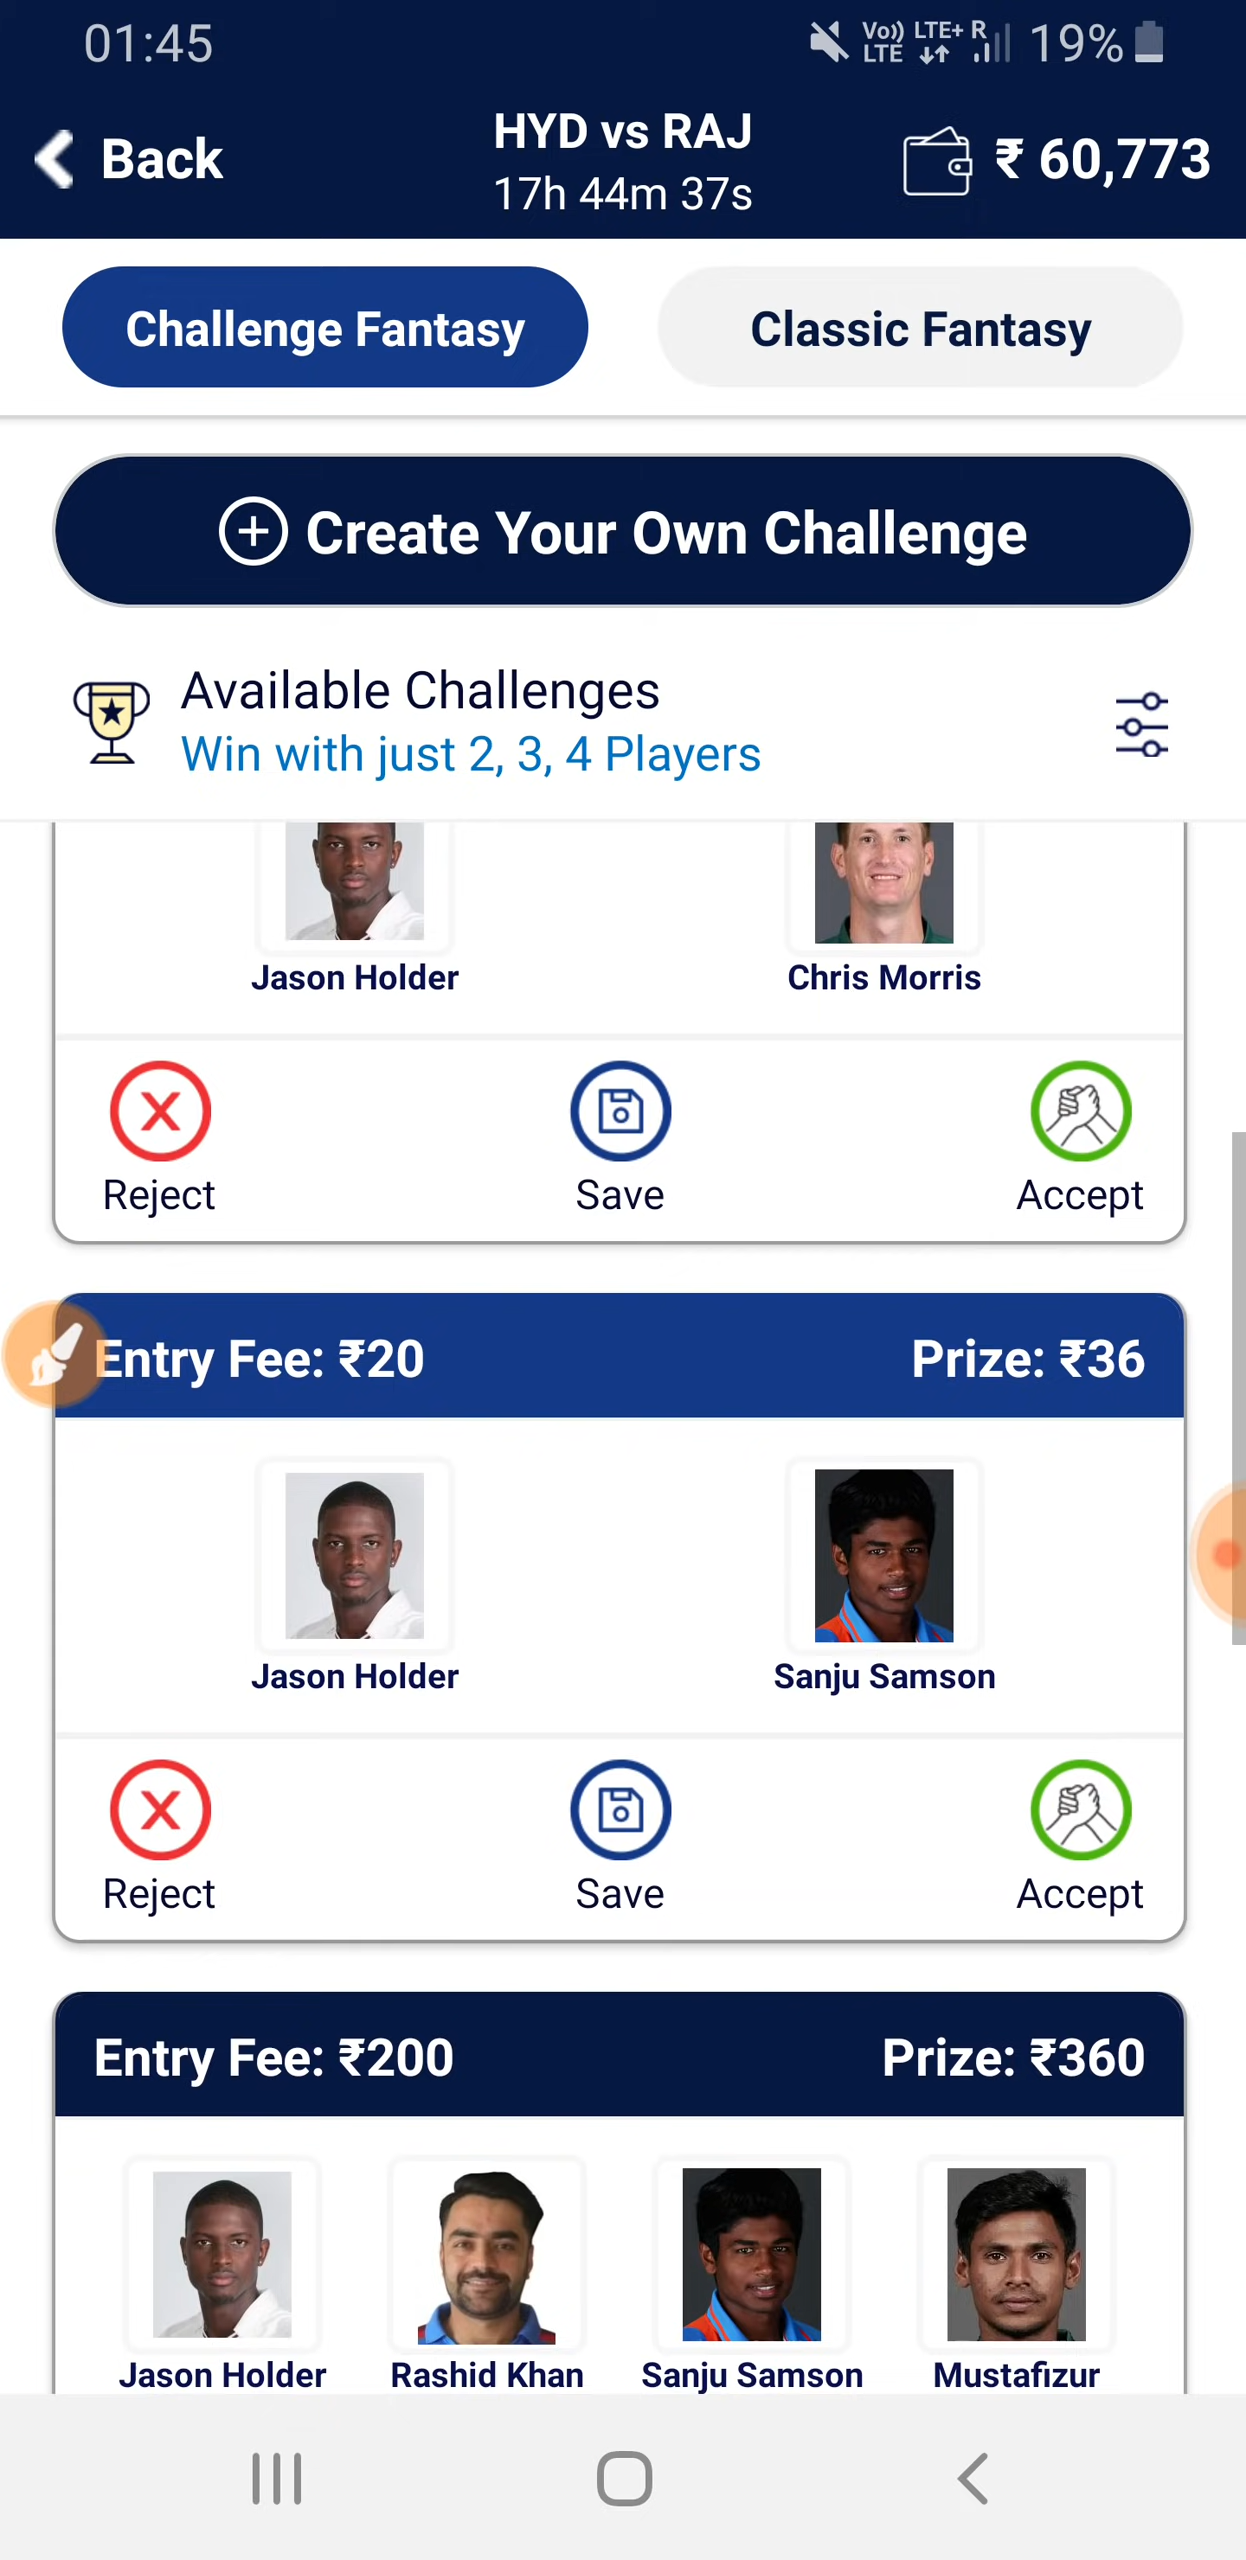 01:45
Vo)) LTE LTE+ R 19%
Back
HYD vs RAJ
17h 44m 37s
₹ 60,773
Challenge Fantasy
Classic Fantasy
Create Your Own Challenge
Available Challenges
Win with just 2, 3, 4 Players
Jason Holder
Chris Morris
Reject
Save
Accept
Entry Fee: ₹20
Prize: ₹36
Jason Holder
Sanju Samson
Reject
Save
Accept
Entry Fee: ₹200
Prize: ₹360
Jason Holder
Rashid Khan
Sanju Samson
Mustafizur